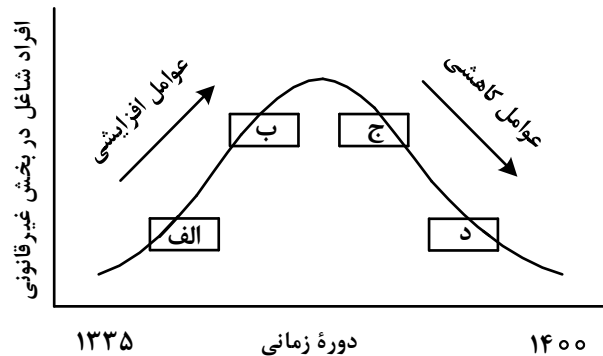 افراد شاغل در بخش غیرقانونی
عوامل افزایشی
عوامل کاهشی
ب
ج
الف
د
۱۳۳۵
دورهٔ زمانی
۱۴۰۰